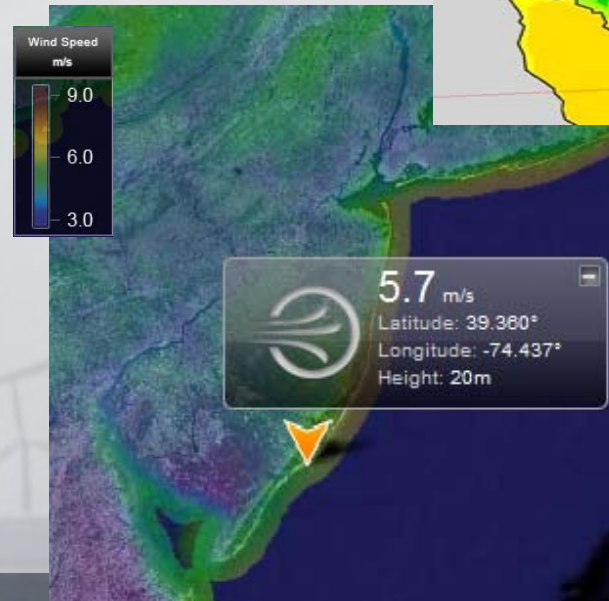 Wind Speed
m/s
9.0
6.0
3.0
5.7 m/s
Latitude: 39.360°
Longitude: -74.437°
Height: 20m